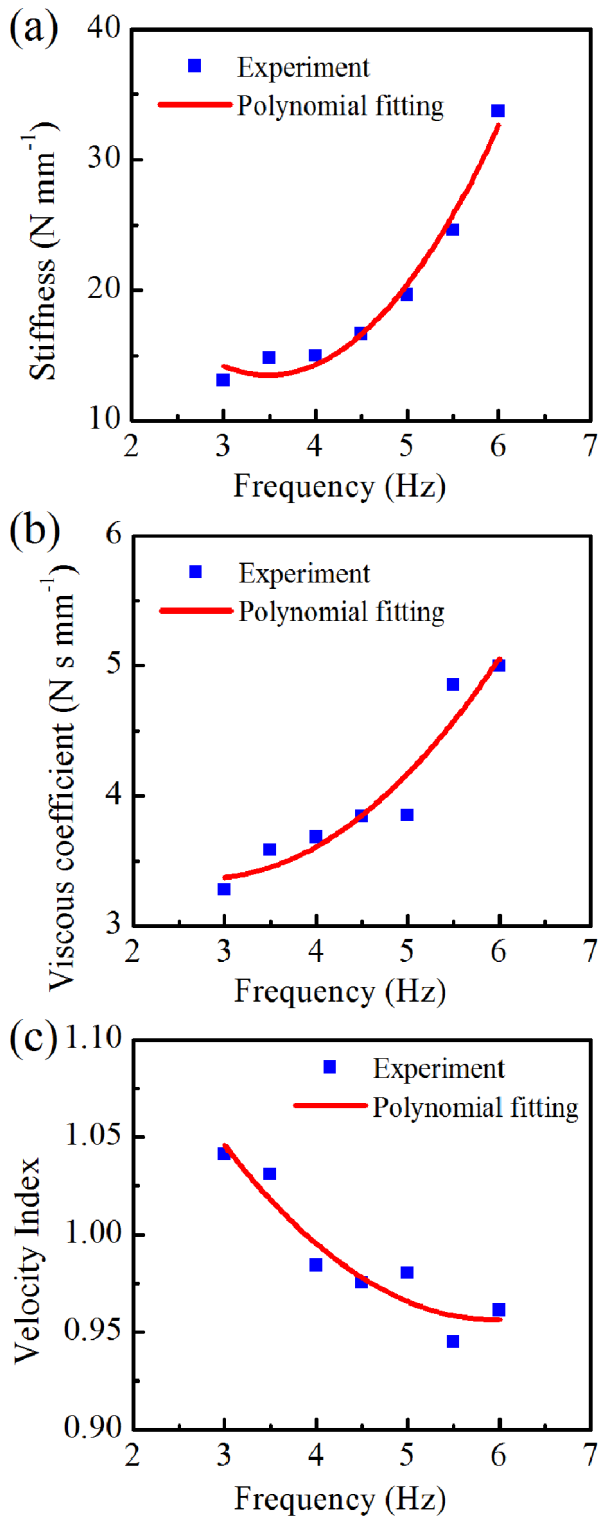 (a)
40
30
20
10
Stiffness (N mm⁻¹)
Experiment
Polynomial fitting
2 3 4 5 6 7
Frequency (Hz)
(b)
6
5
4
3
Viscous coefficient (N s mm⁻¹)
Experiment
Polynomial fitting
2 3 4 5 6 7
Frequency (Hz)
(c)
1.10
1.05
1.00
0.95
0.90
Velocity Index
Experiment
Polynomial fitting
2 3 4 5 6 7
Frequency (Hz)